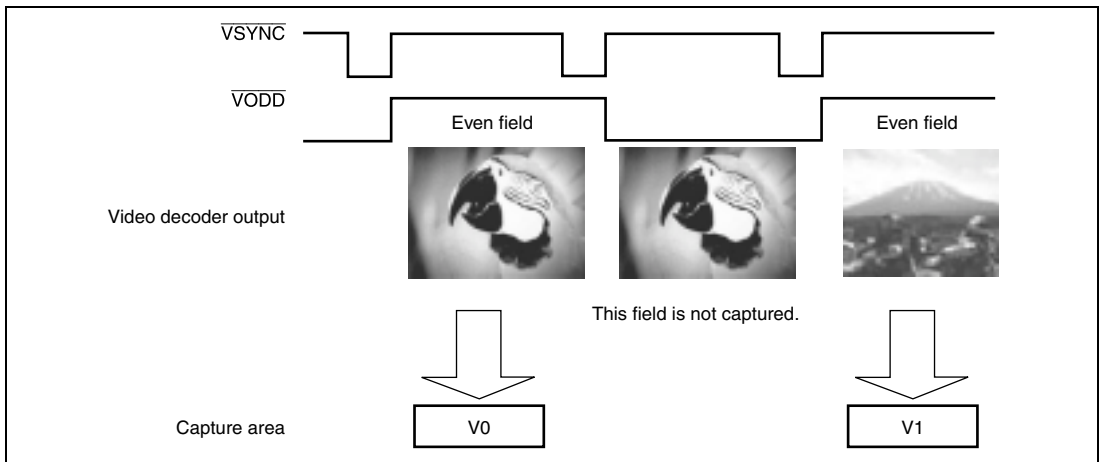 VSYNC
VODD
Even field
Even field
Video decoder output
This field is not captured.
Capture area
V0
V1